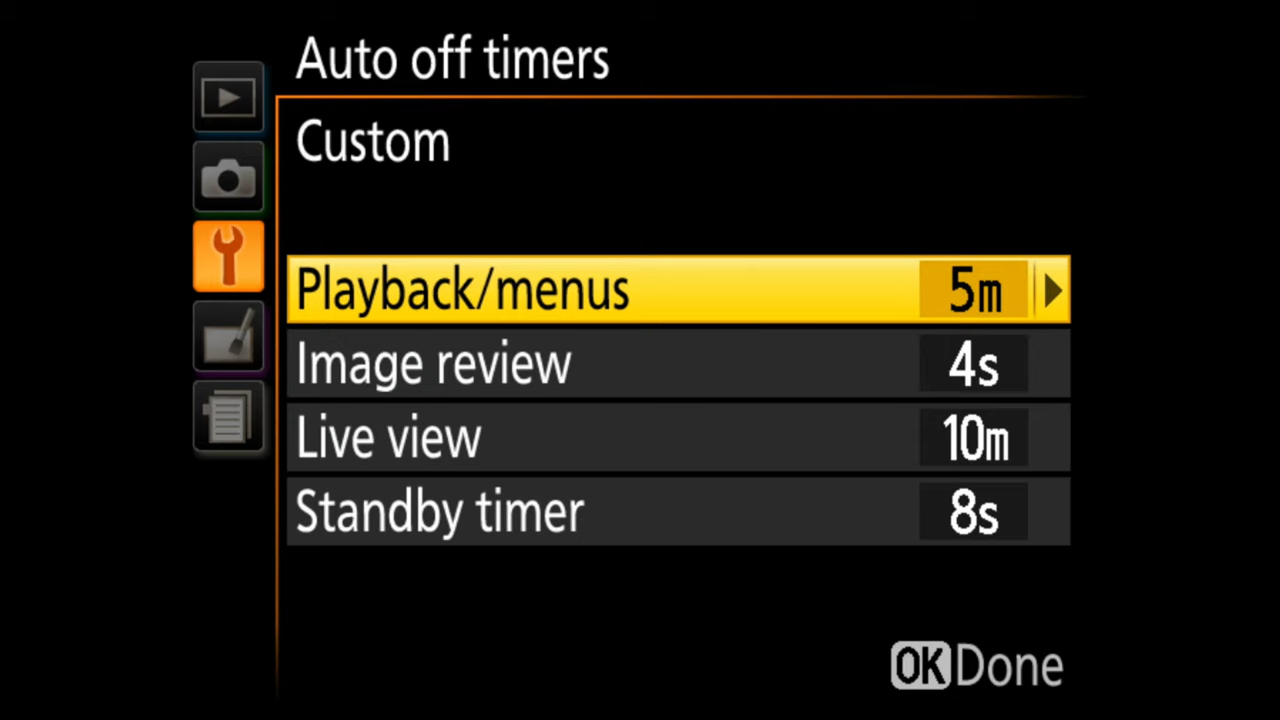 Auto off timers
Custom
Playback/menus 5m
Image review 4s
Live view 10m
Standby timer 8s
OK Done